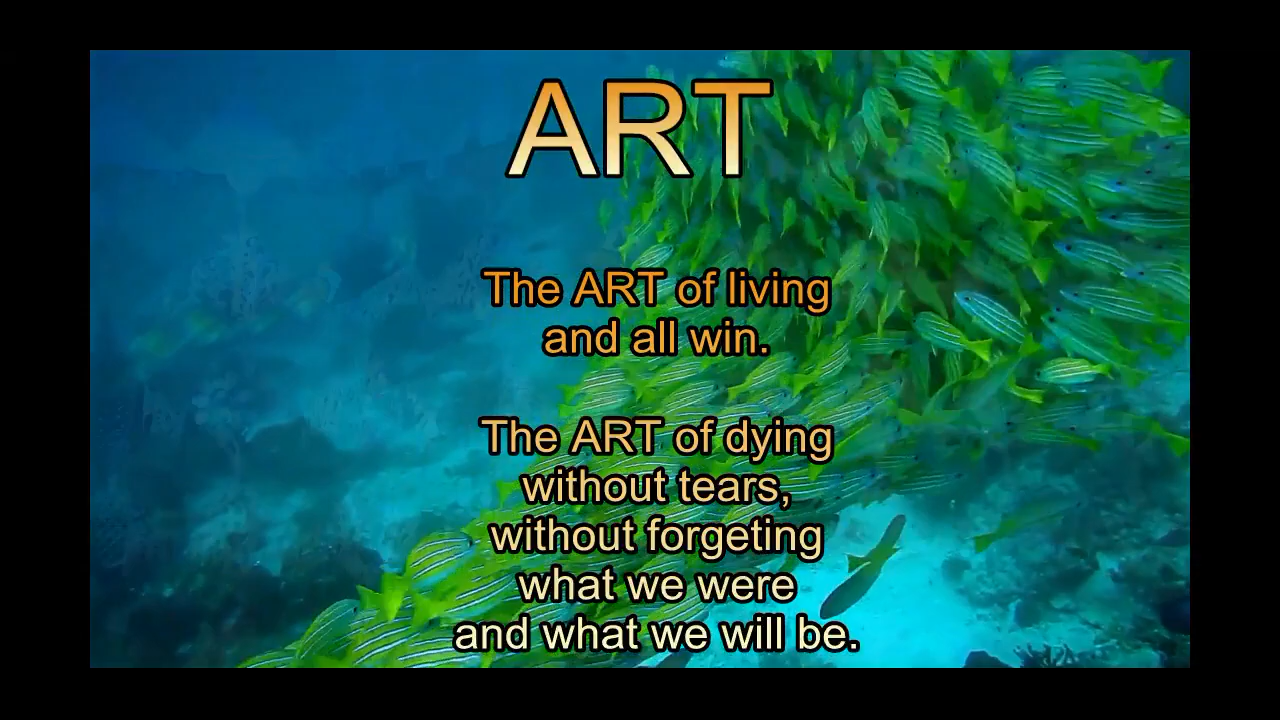 ART
The ART of living
and all win.
The ART of dying
without tears,
without forgeting
what we were
and what we will be.